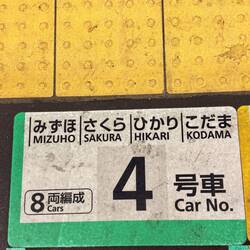 みずほ さくら ひかり こだま
MIZUHO SAKURA HIKARI KODAMA
8両編成 4 号車
Cars Car No.